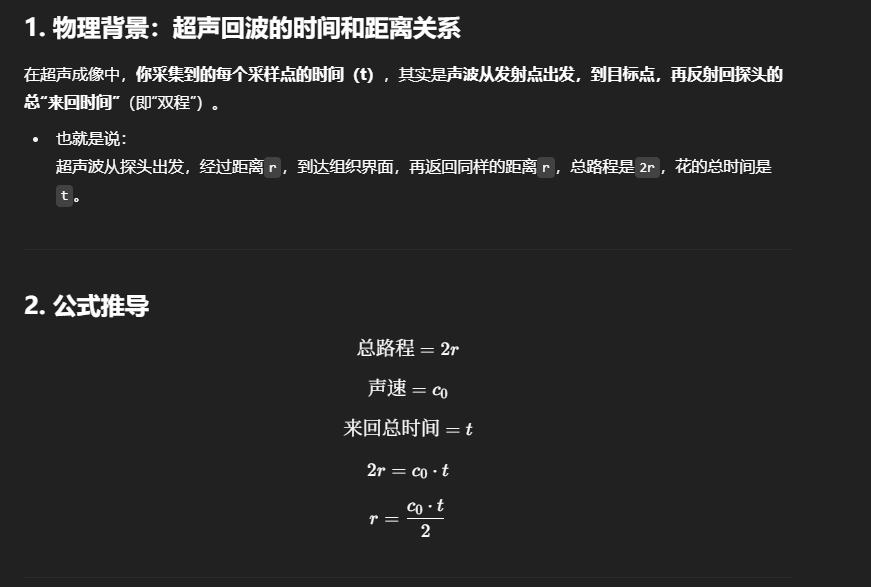 1. 物理背景：超声回波的时间和距离关系
在超声成像中，你采集到的每个采样点的时间（t），其实是声波从发射点出发，到目标点，再反射回探头的
总“来回时间”（即“双程”）。
• 也就是说：
超声波从探头出发，经过距离 r ，到达组织界面，再返回同样的距离 r ，总路程是 2r ，花的总时间是
t 。
2. 公式推导
总路程 = 2r
声速 = c₀
来回总时间 = t
2r = c₀ · t
r = \frac{c₀ · t}{2}